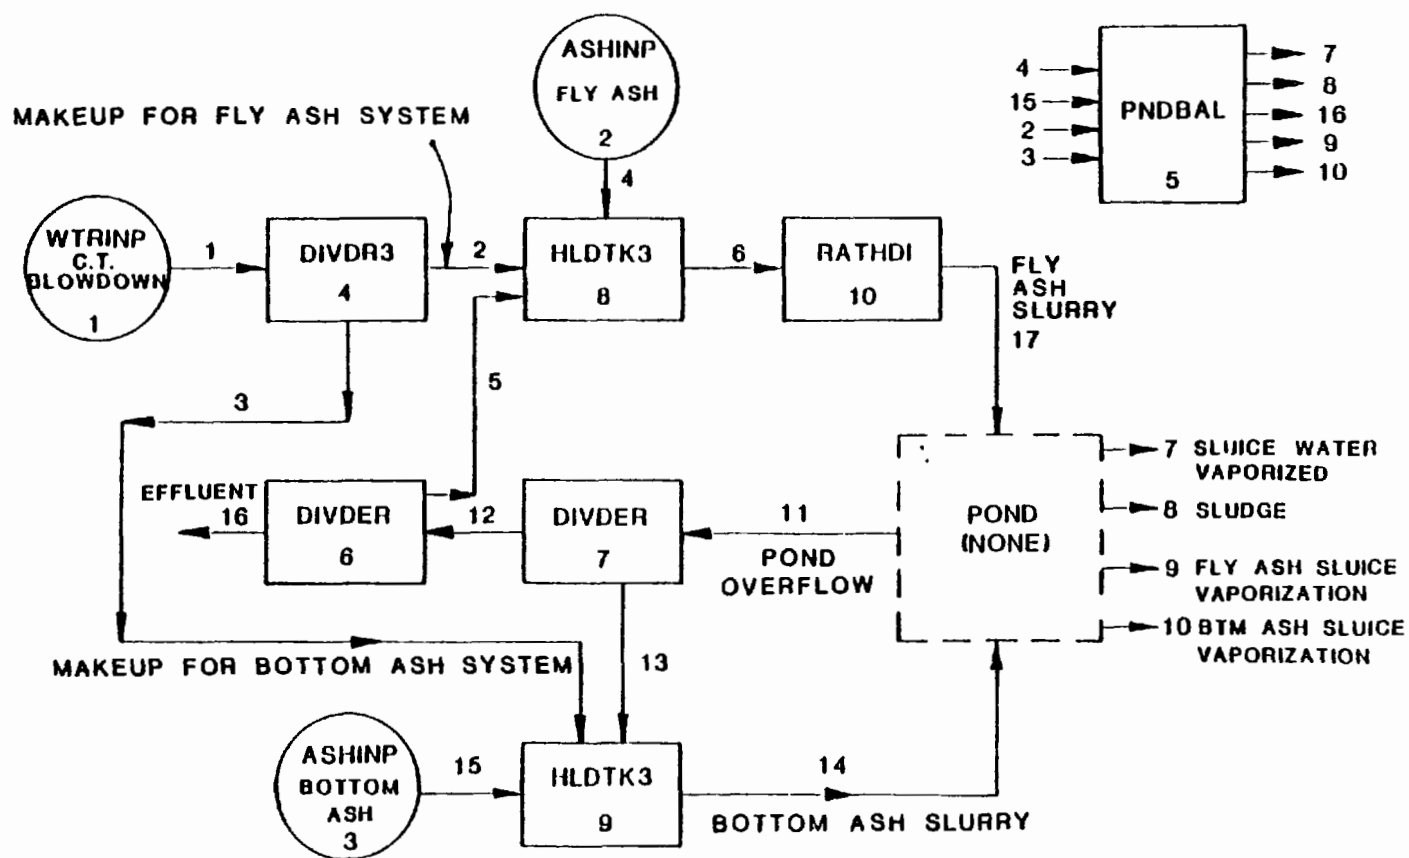 ASHINP
FLY ASH
2
MAKEUP FOR FLY ASH SYSTEM
4
15
2
3
PNDBAL
5
7
8
16
9
10
WTRINP
C.T.
BLOWDOWN
1
1
DIVDR3
4
2
4
HLDTK3
8
6
RATHDI
10
FLY
ASH
SLURRY
17
3
5
EFFLUENT
16
DIVDER
6
12
DIVDER
7
11
POND
OVERFLOW
POND
(NONE)
7 SLUICE WATER
VAPORIZED
8 SLUDGE
9 FLY ASH SLUICE
VAPORIZATION
10 BTM ASH SLUICE
VAPORIZATION
MAKEUP FOR BOTTOM ASH SYSTEM
13
ASHINP
BOTTOM
ASH
3
15
HLDTK3
9
14
BOTTOM ASH SLURRY